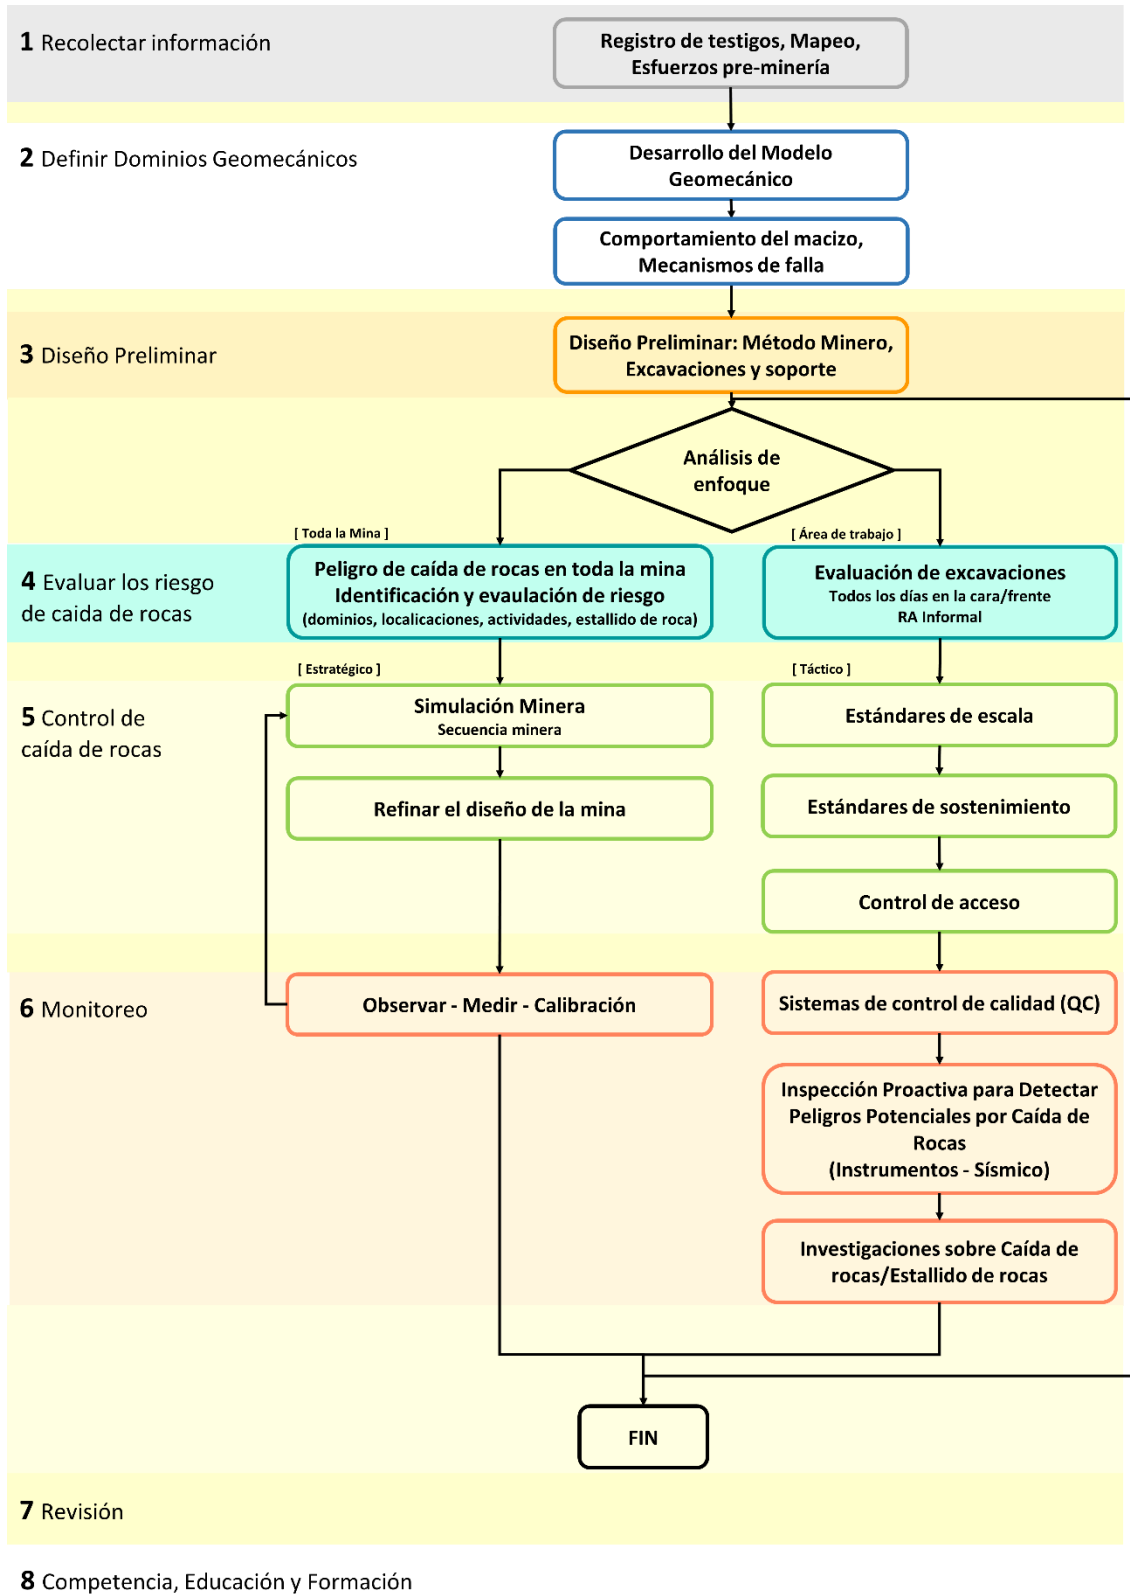 1 Recolectar información
Registro de testigos, Mapeo,
Esfuerzos pre-minería
2 Definir Dominios Geomecánicos
Desarrollo del Modelo
Geomecánico
Comportamiento del macizo,
Mecanismos de falla
3 Diseño Preliminar
Diseño Preliminar: Método Minero,
Excavaciones y soporte
Análisis de
enfoque
[ Toda la Mina ]
[ Área de trabajo ]
4 Evaluar los riesgo
de caida de rocas
Peligro de caída de rocas en toda la mina
Identificación y evaulación de riesgo
(dominios, localicaciones, actividades, estallido de roca)
Evaluación de excavaciones
Todos los días en la cara/frente
RA Informal
[ Estratégico ]
[ Táctico ]
5 Control de
caída de rocas
Simulación Minera
Secuencia minera
Estándares de escala
Refinar el diseño de la mina
Estándares de sostenimiento
Control de acceso
6 Monitoreo
Observar - Medir - Calibración
Sistemas de control de calidad (QC)
Inspección Proactiva para Detectar
Peligros Potenciales por Caída de
Rocas
(Instrumentos - Sísmico)
Investigaciones sobre Caída de
rocas/Estallido de rocas
FIN
7 Revisión
8 Competencia, Educación y Formación